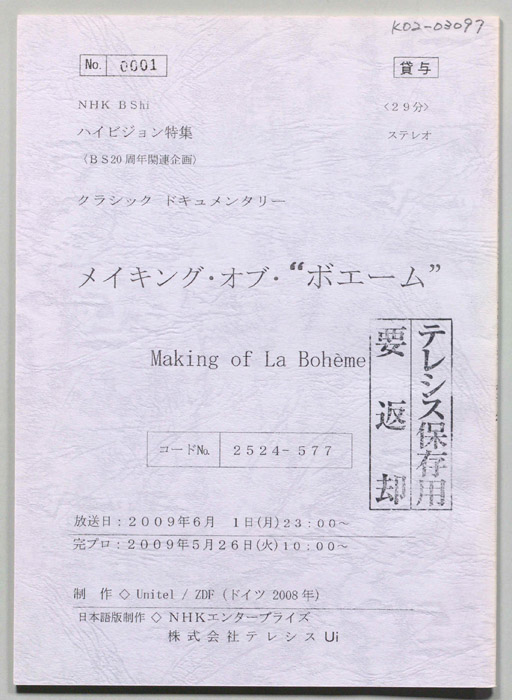 K02-03097
No. 0001
貸与
NHK BShi
〈29分〉
ハイビジョン特集
ステレオ
（BS20周年関連企画）
クラシック ドキュメンタリー
メイキング・オブ・“ボエーム”
Making of La Bohème
テレシス保存用
要返却
コードNo. 2524-577
放送日：2009年6月 1日(月)23:00～
完プロ：2009年5月26日(火)10:00～
制 作 ◇ Unitel / ZDF (ドイツ 2008年)
日本語版制作 ◇ NHKエンタープライズ
株式会社テレシス Ui